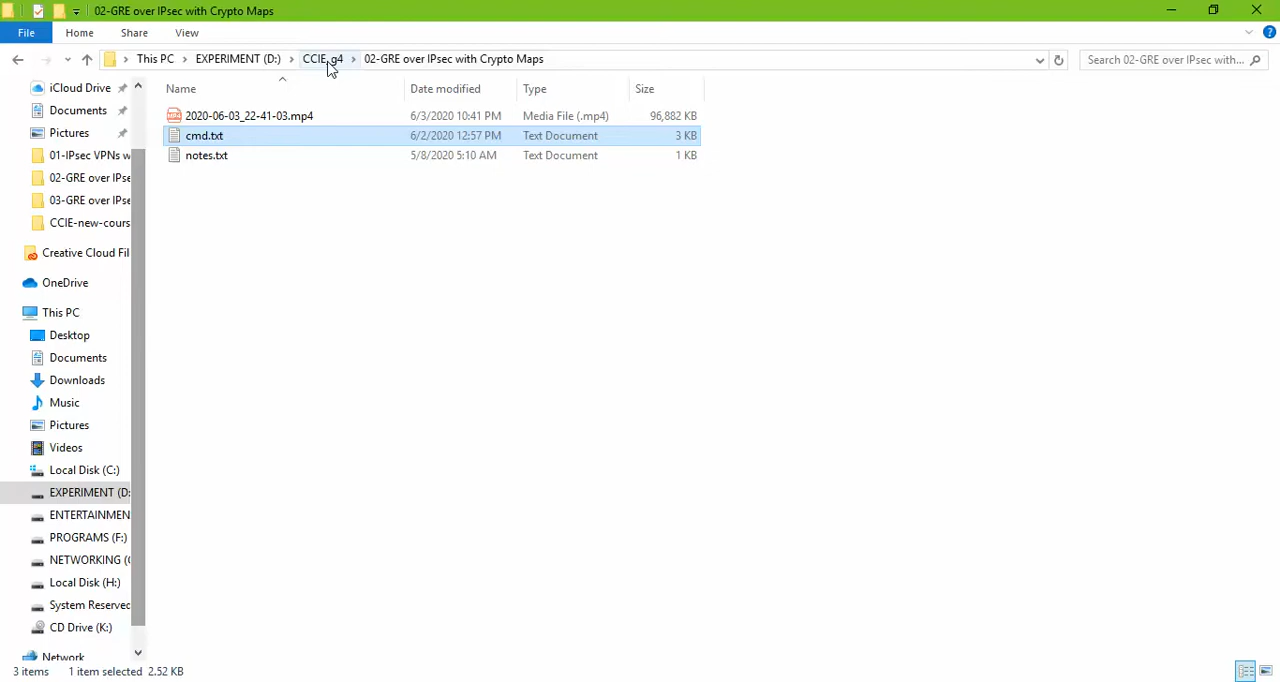 02-GRE over IPsec with Crypto Maps
File Home Share View
This PC EXPERIMENT (D:) CCIE_g4 02-GRE over IPsec with Crypto Maps Search 02-GRE over IPsec with...
Name Date modified Type Size
2020-06-03_22-41-03.mp4 6/3/2020 10:41 PM Media File (.mp4) 96,882 KB
cmd.txt 6/2/2020 12:57 PM Text Document 3 KB
notes.txt 5/8/2020 5:10 AM Text Document 1 KB
iCloud Drive
Documents
Pictures
01-IPsec VPNs w
02-GRE over IPse
03-GRE over IPse
CCIE-new-cours
Creative Cloud Fil
OneDrive
This PC
Desktop
Documents
Downloads
Music
Pictures
Videos
Local Disk (C:)
EXPERIMENT (D:
ENTERTAINMEN
PROGRAMS (F:)
NETWORKING (
Local Disk (H:)
System Reserved
CD Drive (K:)
Network
3 items 1 item selected 2.52 KB